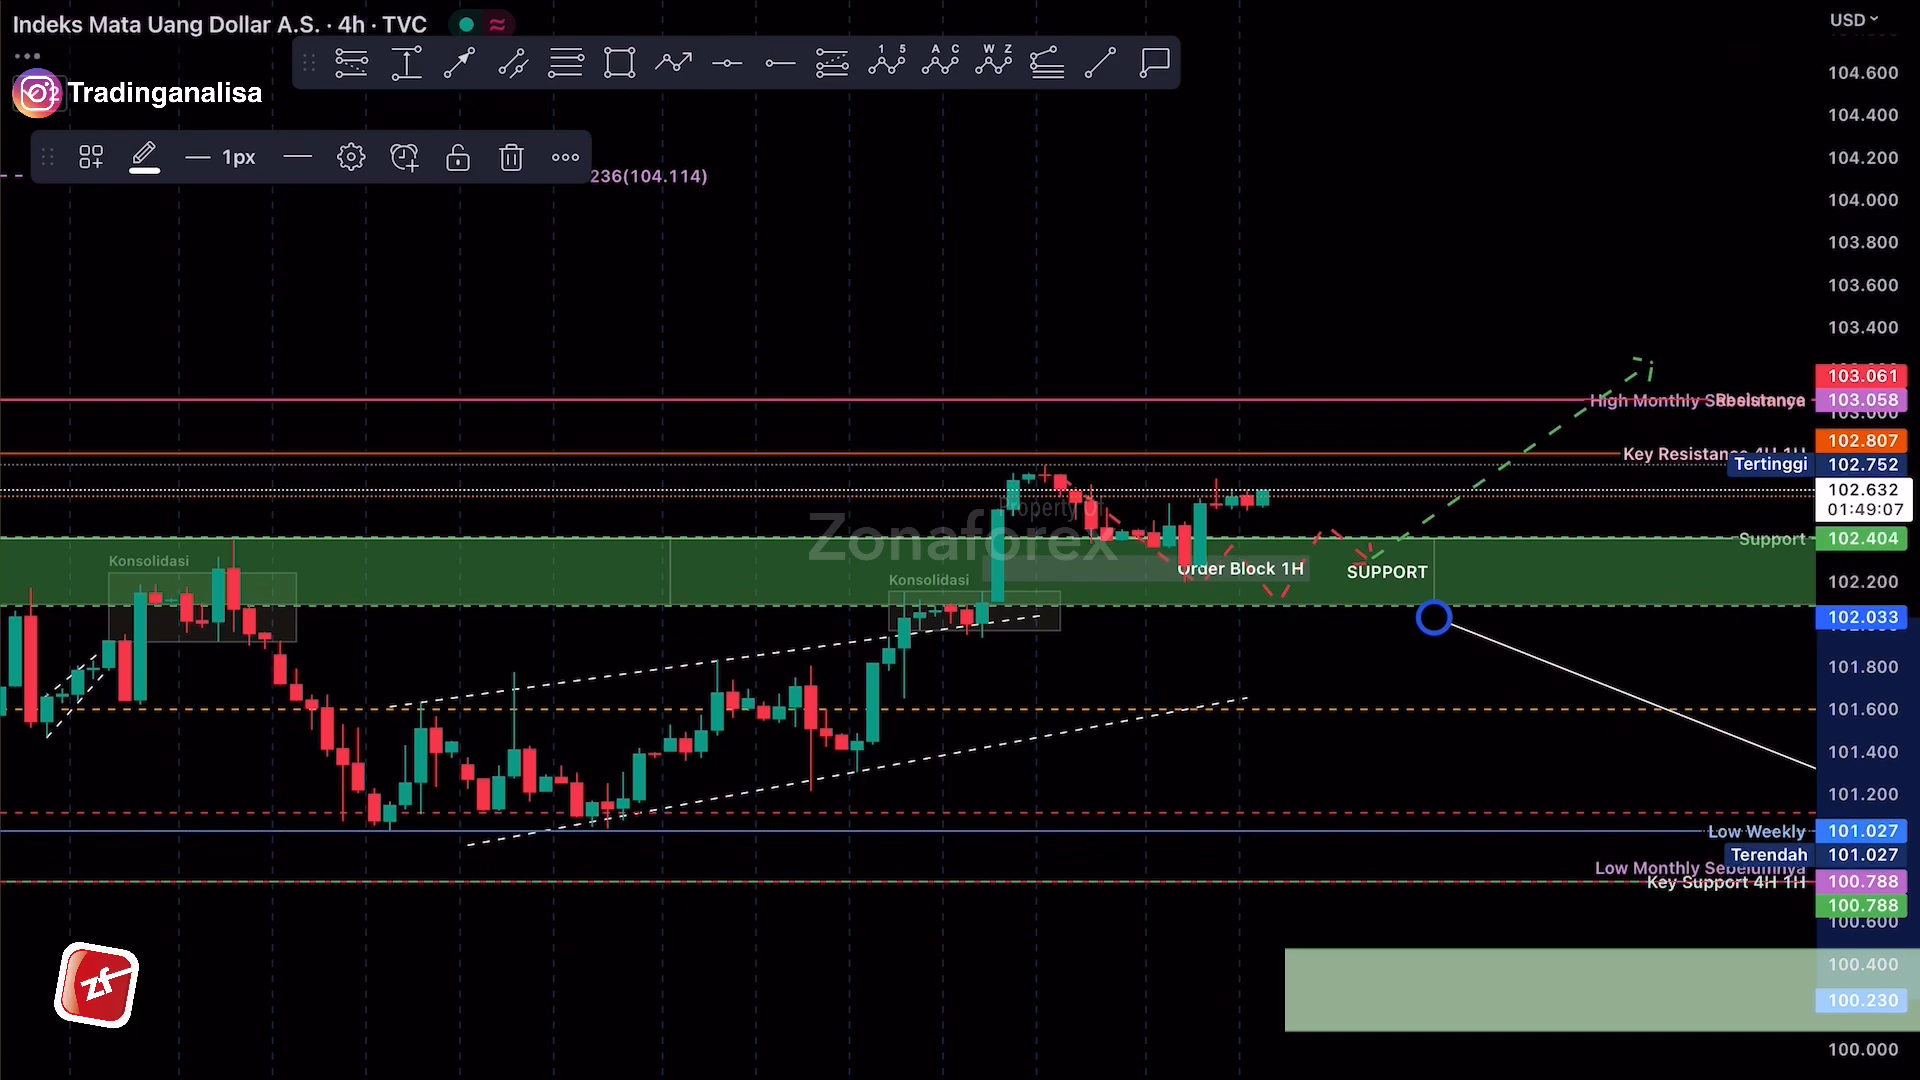 Indeks Mata Uang Dollar A.S. · 4h · TVC
USD
Tradinganalisa
1 5
A C
W Z
1px
236(104.114)
104.600
104.400
104.200
104.000
103.800
103.600
103.400
103.061
High Monthly Sebelumnya
Resistance
103.058
103.000
102.807
Key Resistance 4H 1H
Tertinggi
102.752
102.632
01:49:07
Property Of
Zonaforex
Support
102.404
Konsolidasi
Order Block 1H
SUPPORT
Konsolidasi
102.200
102.033
101.800
101.600
101.400
101.200
Low Weekly
101.027
Terendah
101.027
Low Monthly Sebelumnya
Key Support 4H 1H
100.788
100.788
100.600
100.400
100.230
100.000
zf